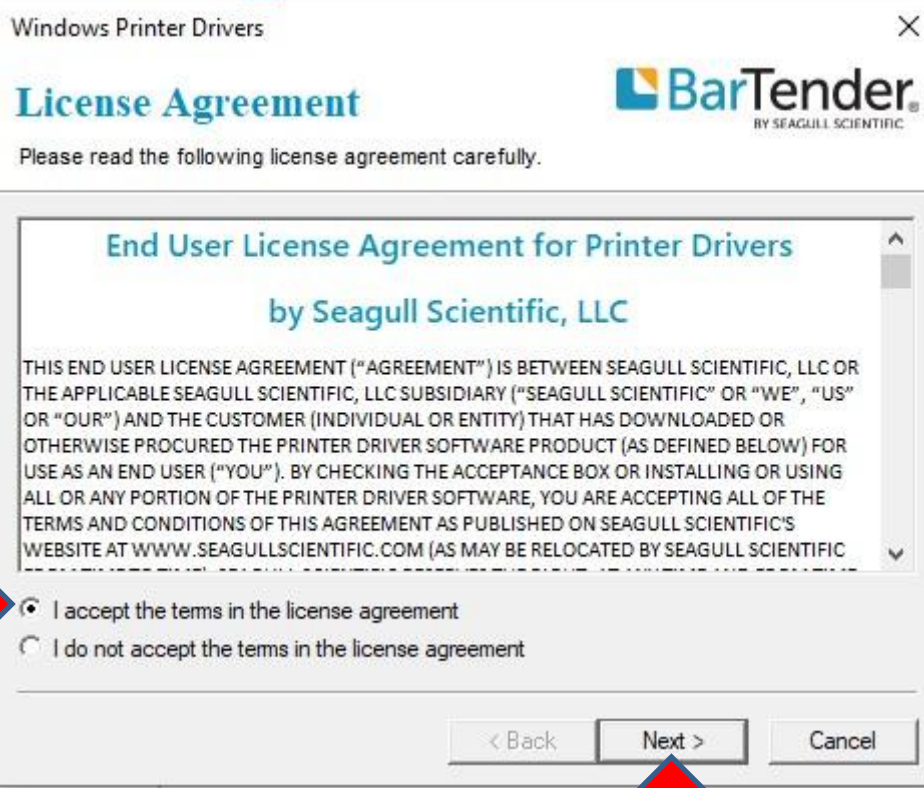 Windows Printer Drivers
License Agreement
BarTender®
BY SEAGULL SCIENTIFIC
Please read the following license agreement carefully.
End User License Agreement for Printer Drivers
by Seagull Scientific, LLC
THIS END USER LICENSE AGREEMENT (“AGREEMENT”) IS BETWEEN SEAGULL SCIENTIFIC, LLC OR
THE APPLICABLE SEAGULL SCIENTIFIC, LLC SUBSIDIARY (“SEAGULL SCIENTIFIC” OR “WE”, “US”
OR “OUR”) AND THE CUSTOMER (INDIVIDUAL OR ENTITY) THAT HAS DOWNLOADED OR
OTHERWISE PROCURED THE PRINTER DRIVER SOFTWARE PRODUCT (AS DEFINED BELOW) FOR
USE AS AN END USER (“YOU”). BY CHECKING THE ACCEPTANCE BOX OR INSTALLING OR USING
ALL OR ANY PORTION OF THE PRINTER DRIVER SOFTWARE, YOU ARE ACCEPTING ALL OF THE
TERMS AND CONDITIONS OF THIS AGREEMENT AS PUBLISHED ON SEAGULL SCIENTIFIC'S
WEBSITE AT WWW.SEAGULLSCIENTIFIC.COM (AS MAY BE RELOCATED BY SEAGULL SCIENTIFIC
I accept the terms in the license agreement
I do not accept the terms in the license agreement
< Back
Next >
Cancel